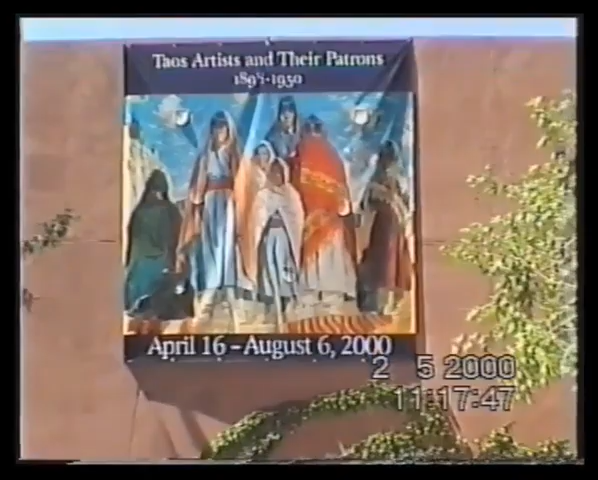 Taos Artists and Their Patrons
April 16 – August 6, 2000
2 5 2000
11:17:47